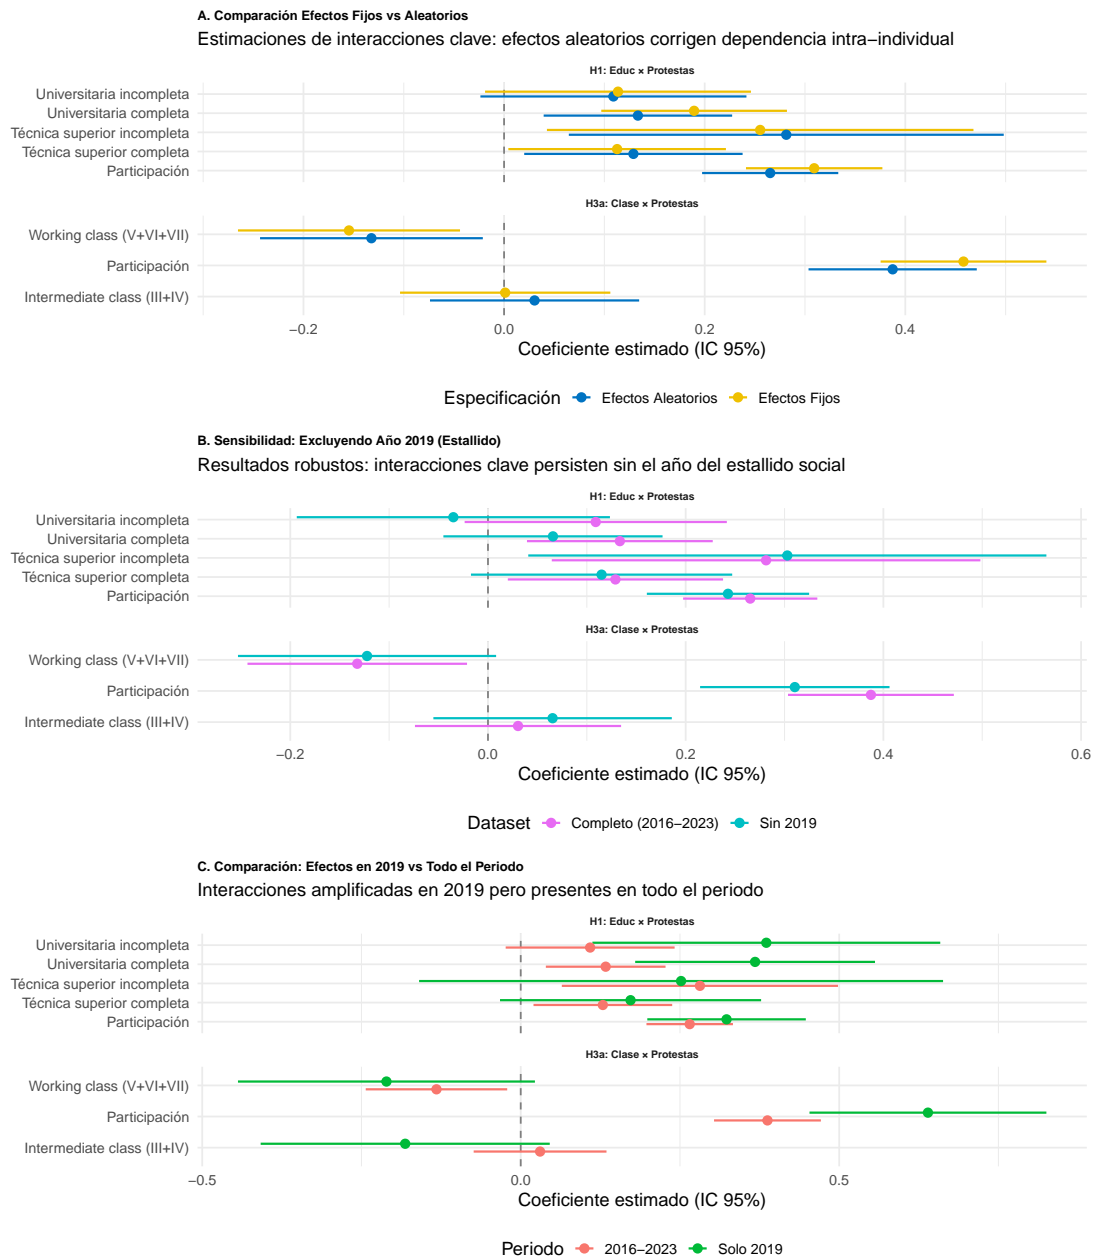 A. Comparación Efectos Fijos vs Aleatorios
Estimaciones de interacciones clave: efectos aleatorios corrigen dependencia intra−individual
H1: Educ × Protestas
Universitaria incompleta
Universitaria completa
Técnica superior incompleta
Técnica superior completa
Participación
H3a: Clase × Protestas
Working class (V+VI+VII)
Participación
Intermediate class (III+IV)
−0.2 0.0 0.2 0.4
Coeficiente estimado (IC 95%)
Especificación Efectos Aleatorios Efectos Fijos
B. Sensibilidad: Excluyendo Año 2019 (Estallido)
Resultados robustos: interacciones clave persisten sin el año del estallido social
H1: Educ × Protestas
Universitaria incompleta
Universitaria completa
Técnica superior incompleta
Técnica superior completa
Participación
H3a: Clase × Protestas
Working class (V+VI+VII)
Participación
Intermediate class (III+IV)
−0.2 0.0 0.2 0.4 0.6
Coeficiente estimado (IC 95%)
Dataset Completo (2016−2023) Sin 2019
C. Comparación: Efectos en 2019 vs Todo el Periodo
Interacciones amplificadas en 2019 pero presentes en todo el periodo
H1: Educ × Protestas
Universitaria incompleta
Universitaria completa
Técnica superior incompleta
Técnica superior completa
Participación
H3a: Clase × Protestas
Working class (V+VI+VII)
Participación
Intermediate class (III+IV)
−0.5 0.0 0.5
Coeficiente estimado (IC 95%)
Periodo 2016−2023 Solo 2019